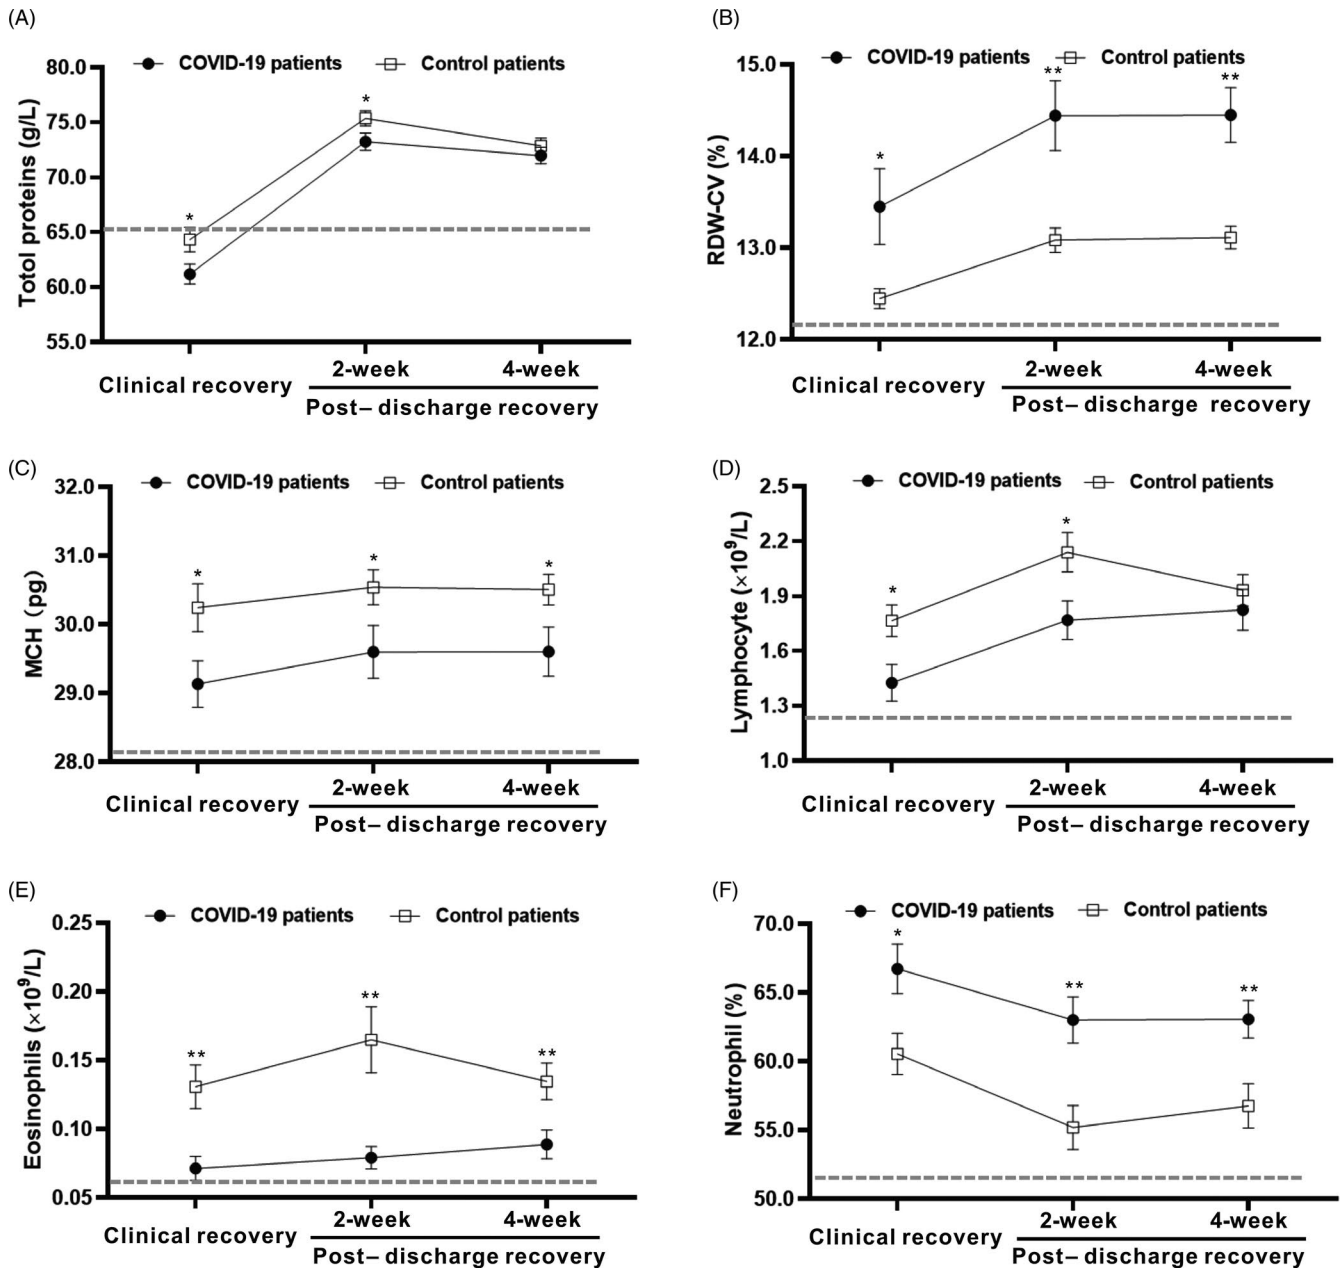 (A)
COVID-19 patients
Control patients
80.0
75.0
70.0
65.0
60.0
55.0
Totol proteins (g/L)
*
*
Clinical recovery
2-week
4-week
Post– discharge recovery
(B)
COVID-19 patients
Control patients
15.0
14.0
13.0
12.0
RDW-CV (%)
*
**
**
Clinical recovery
2-week
4-week
Post– discharge recovery
(C)
COVID-19 patients
Control patients
32.0
31.0
30.0
29.0
28.0
MCH (pg)
*
*
*
Clinical recovery
2-week
4-week
Post– discharge recovery
(D)
COVID-19 patients
Control patients
2.5
2.2
1.9
1.6
1.3
1.0
Lymphocyte (×10⁹/L)
*
*
Clinical recovery
2-week
4-week
Post– discharge recovery
(E)
COVID-19 patients
Control patients
0.25
0.20
0.15
0.10
0.05
Eosinophils (×10⁹/L)
**
**
**
Clinical recovery
2-week
4-week
Post– discharge recovery
(F)
COVID-19 patients
Control patients
70.0
65.0
60.0
55.0
50.0
Neutrophil (%)
*
**
**
Clinical recovery
2-week
4-week
Post– discharge recovery